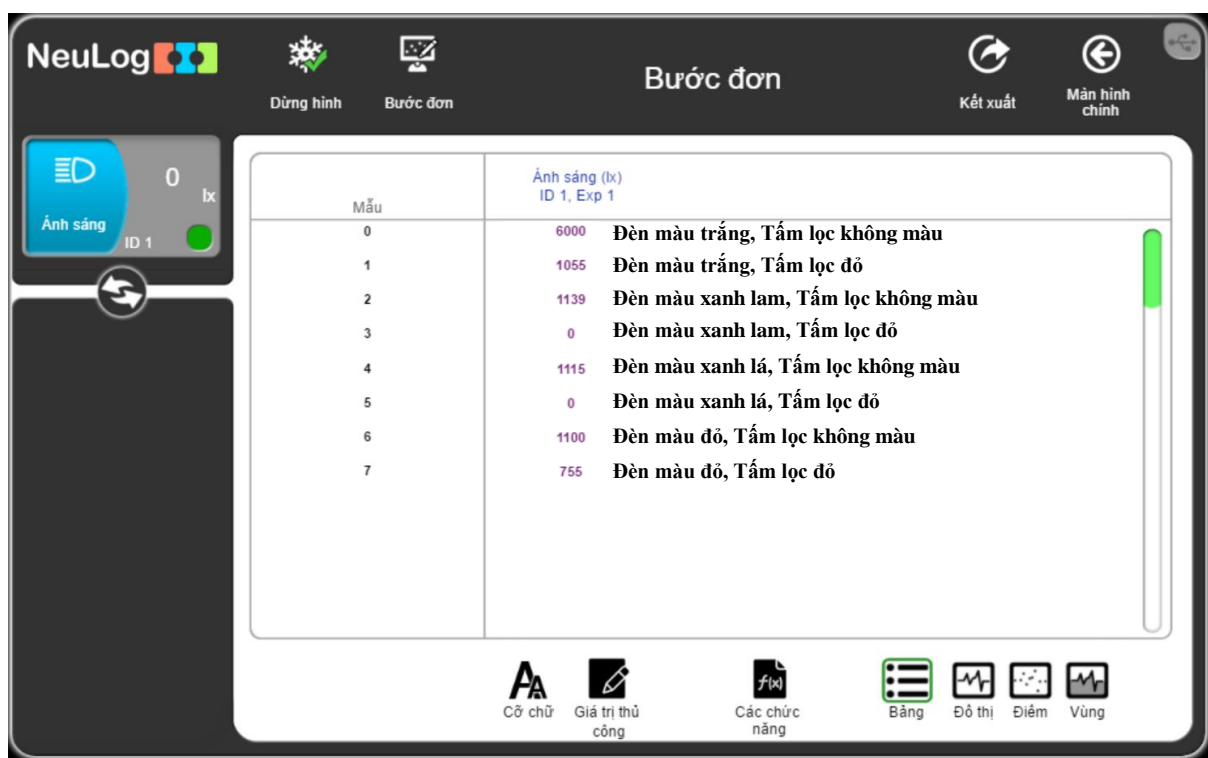 NeuLog
Dừng hình
Bước đơn
Bước đơn
Kết xuất
Màn hình
chính
0
lx
Ánh sáng
ID 1
Mẫu
Ánh sáng (lx)
ID 1, Exp 1
0 6000 Đèn màu trắng, Tấm lọc không màu
1 1055 Đèn màu trắng, Tấm lọc đỏ
2 1139 Đèn màu xanh lam, Tấm lọc không màu
3 0 Đèn màu xanh lam, Tấm lọc đỏ
4 1115 Đèn màu xanh lá, Tấm lọc không màu
5 0 Đèn màu xanh lá, Tấm lọc đỏ
6 1100 Đèn màu đỏ, Tấm lọc không màu
7 755 Đèn màu đỏ, Tấm lọc đỏ
AA
Cỡ chữ
Giá trị thủ
công
f(x)
Các chức
năng
Bảng
Đồ thị
Điểm
Vùng